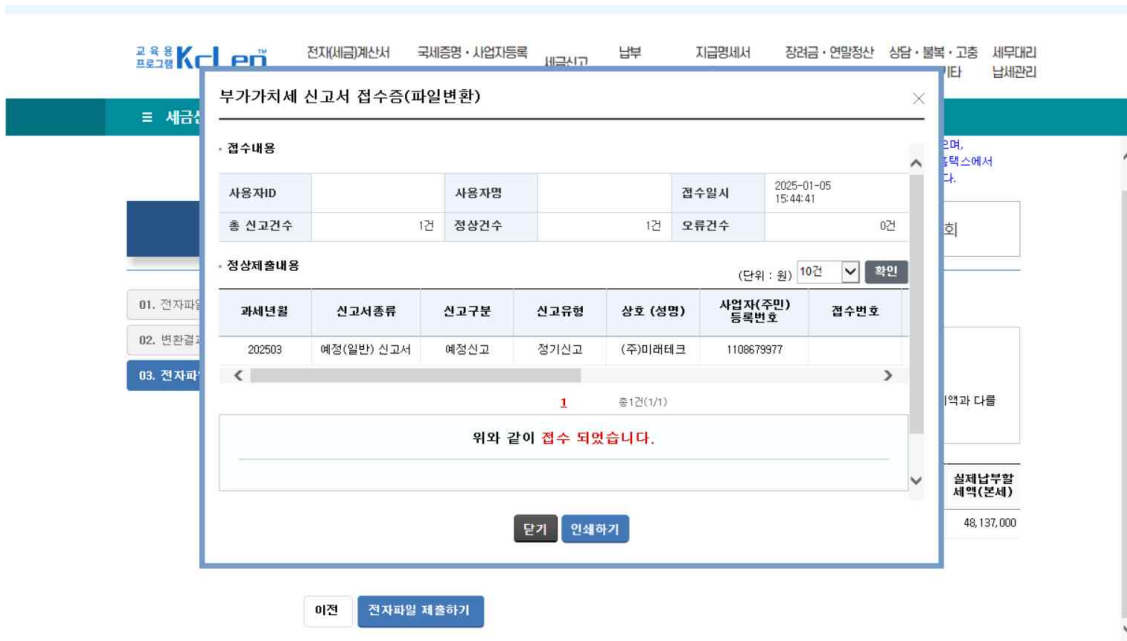 교육용
프로그램 KcLep™
전자(세금)계산서 국세증명·사업자등록 세금신고 납부 지급명세서 장려금·연말정산 상담·불복·고충 세무대리
기타 납세관리
≡ 세금신
부가가치세 신고서 접수증(파일변환)
· 접수내용
사용자ID 사용자명 접수일시 2025-01-05
15:44:41
총 신고건수 1건 정상건수 1건 오류건수 0건
· 정상제출내용
(단위 : 원) 10건 확인
과세년월 신고서종류 신고구분 신고유형 상호 (성명) 사업자(주민)
등록번호 접수번호
202503 예정(일반) 신고서 예정신고 정기신고 (주)미래테크 1108679977
1 총1건(1/1)
위와 같이 접수 되었습니다.
닫기 인쇄하기
01. 전자파일
02. 변환결과
03. 전자파
으며,
홈택스에서
다.
회
액과 다를
실제납부할
세액(본세)
48,137,000
이전 전자파일 제출하기